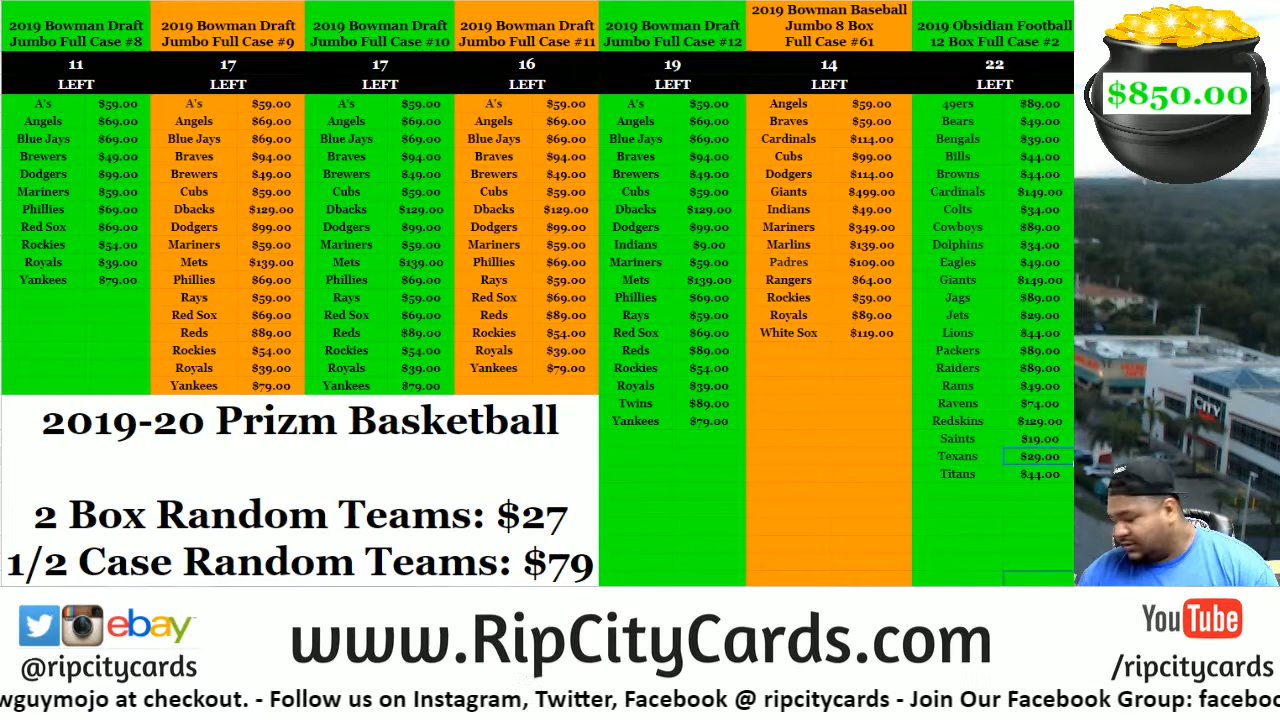 2019 Bowman Draft
Jumbo Full Case #8
11
LEFT
A's $59.00
Angels $69.00
Blue Jays $69.00
Brewers $49.00
Dodgers $99.00
Mariners $59.00
Phillies $69.00
Red Sox $69.00
Rockies $54.00
Royals $39.00
Yankees $79.00
2019 Bowman Draft
Jumbo Full Case #9
17
LEFT
A's $59.00
Angels $69.00
Blue Jays $69.00
Braves $94.00
Brewers $49.00
Cubs $59.00
Dbacks $129.00
Dodgers $99.00
Mariners $59.00
Mets $139.00
Phillies $69.00
Rays $59.00
Red Sox $69.00
Reds $89.00
Rockies $54.00
Royals $39.00
Yankees $79.00
2019 Bowman Draft
Jumbo Full Case #10
17
LEFT
A's $59.00
Angels $69.00
Blue Jays $69.00
Braves $94.00
Brewers $49.00
Cubs $59.00
Dbacks $129.00
Dodgers $99.00
Mariners $59.00
Mets $139.00
Phillies $69.00
Rays $59.00
Red Sox $69.00
Reds $89.00
Rockies $54.00
Royals $39.00
Yankees $79.00
2019 Bowman Draft
Jumbo Full Case #11
16
LEFT
A's $59.00
Angels $69.00
Blue Jays $69.00
Braves $94.00
Brewers $49.00
Cubs $59.00
Dbacks $129.00
Dodgers $99.00
Mariners $59.00
Phillies $69.00
Rays $59.00
Red Sox $69.00
Reds $89.00
Rockies $54.00
Royals $39.00
Yankees $79.00
2019 Bowman Draft
Jumbo Full Case #12
19
LEFT
A's $59.00
Angels $69.00
Blue Jays $69.00
Braves $94.00
Brewers $49.00
Cubs $59.00
Dbacks $129.00
Dodgers $99.00
Indians $9.00
Mariners $59.00
Mets $139.00
Phillies $69.00
Rays $59.00
Red Sox $69.00
Reds $89.00
Rockies $54.00
Royals $39.00
Twins $89.00
Yankees $79.00
2019 Bowman Baseball
Jumbo 8 Box
Full Case #61
14
LEFT
Angels $59.00
Braves $59.00
Cardinals $114.00
Cubs $99.00
Dodgers $114.00
Giants $499.00
Indians $49.00
Mariners $349.00
Marlins $139.00
Padres $109.00
Rangers $64.00
Rockies $59.00
Royals $89.00
White Sox $119.00
2019 Obsidian Football
12 Box Full Case #2
22
LEFT
49ers $89.00
Bears $49.00
Bengals $39.00
Bills $44.00
Browns $44.00
Cardinals $149.00
Colts $34.00
Cowboys $89.00
Dolphins $34.00
Eagles $49.00
Giants $149.00
Jags $89.00
Jets $29.00
Lions $44.00
Packers $89.00
Raiders $89.00
Rams $49.00
Ravens $74.00
Redskins $129.00
Saints $19.00
Texans $29.00
Titans $44.00
$850.00
CITY
2019-20 Prizm Basketball
2 Box Random Teams: $27
1/2 Case Random Teams: $79
ebay
@ripcitycards
www.RipCityCards.com
YouTube
/ripcitycards
wguymojo at checkout. - Follow us on Instagram, Twitter, Facebook @ ripcitycards - Join Our Facebook Group: facebo